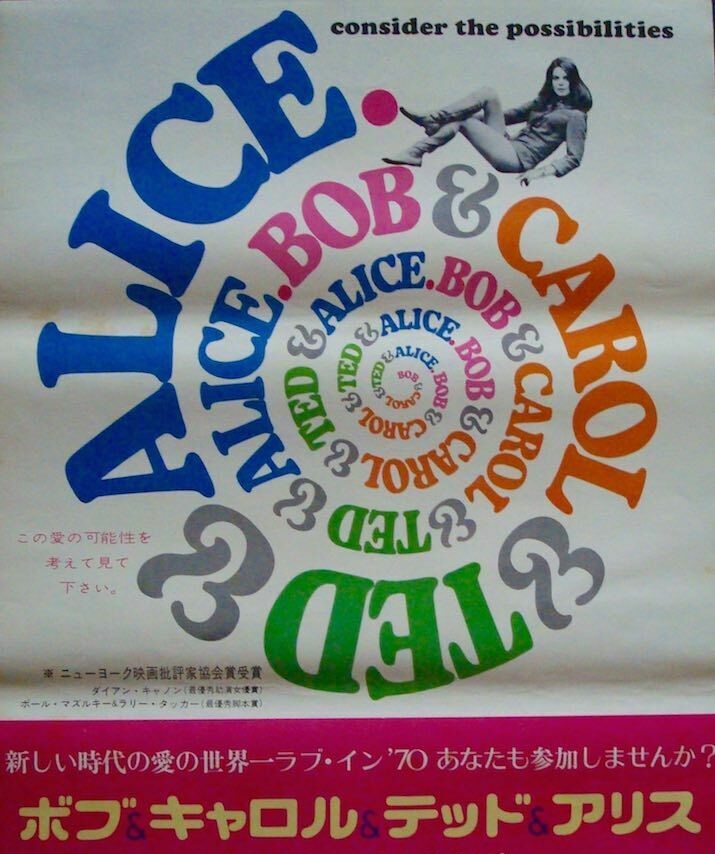 consider the possibilities
BOB & CAROL & TED & ALICE.
BOB & CAROL & TED & ALICE.
BOB & CAROL & TED & ALICE.
BOB & CAROL & TED & ALICE.
BOB & CAROL & TED & ALICE.
この愛の可能性を
考えて見て
下さい。
※ ニューヨーク映画批評家協会賞受賞
ダイアン・キャノン(最優秀助演女優賞)
ポール・マズルキー&ラリー・タッカー(最優秀脚本賞)
新しい時代の愛の世界—ラブ・イン'70 あなたも参加しませんか?
ボブ&キャロル&テッド&アリス